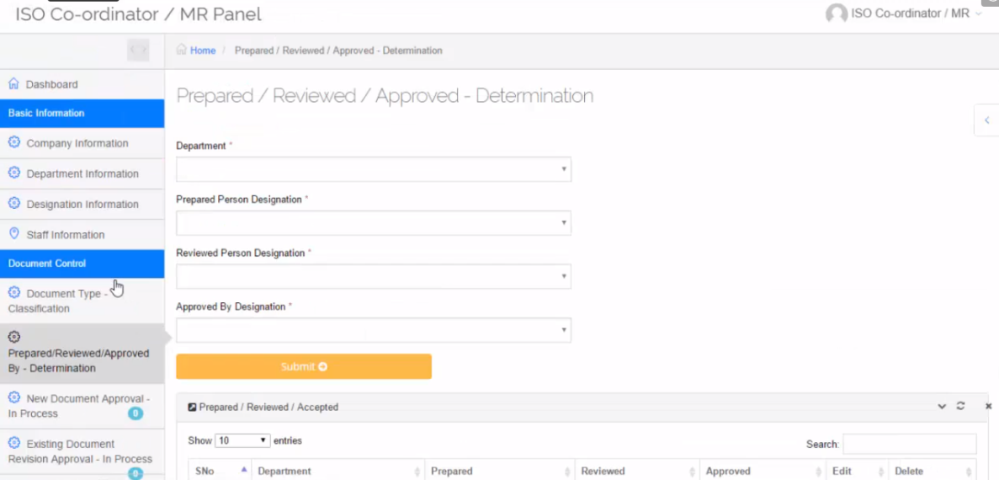 ISO Co-ordinator / MR Panel
ISO Co-ordinator / MR
Home / Prepared / Reviewed / Approved - Determination
Dashboard
Basic Information
Prepared / Reviewed / Approved - Determination
Company Information
Department *
Department Information
Prepared Person Designation *
Designation Information
Staff Information
Reviewed Person Designation *
Document Control
Document Type -
Classification
Approved By Designation *
Prepared/Reviewed/Approved
By - Determination
Submit
New Document Approval -
In Process 0
Prepared / Reviewed / Accepted
Existing Document
Revision Approval - In Process
0
Show 10 entries
Search:
SNo Department Prepared Reviewed Approved Edit Delete